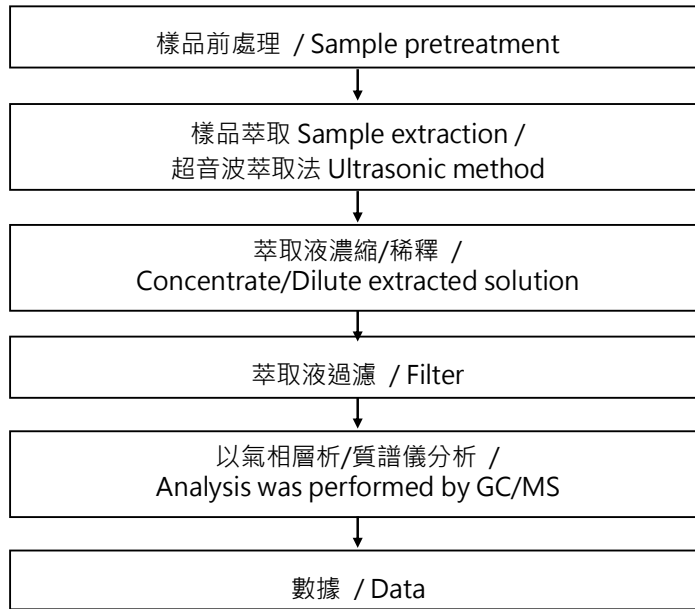 樣品前處理 / Sample pretreatment
樣品萃取 Sample extraction /
超音波萃取法 Ultrasonic method
萃取液濃縮/稀釋 /
Concentrate/Dilute extracted solution
萃取液過濾 / Filter
以氣相層析/質譜儀分析 /
Analysis was performed by GC/MS
數據 / Data